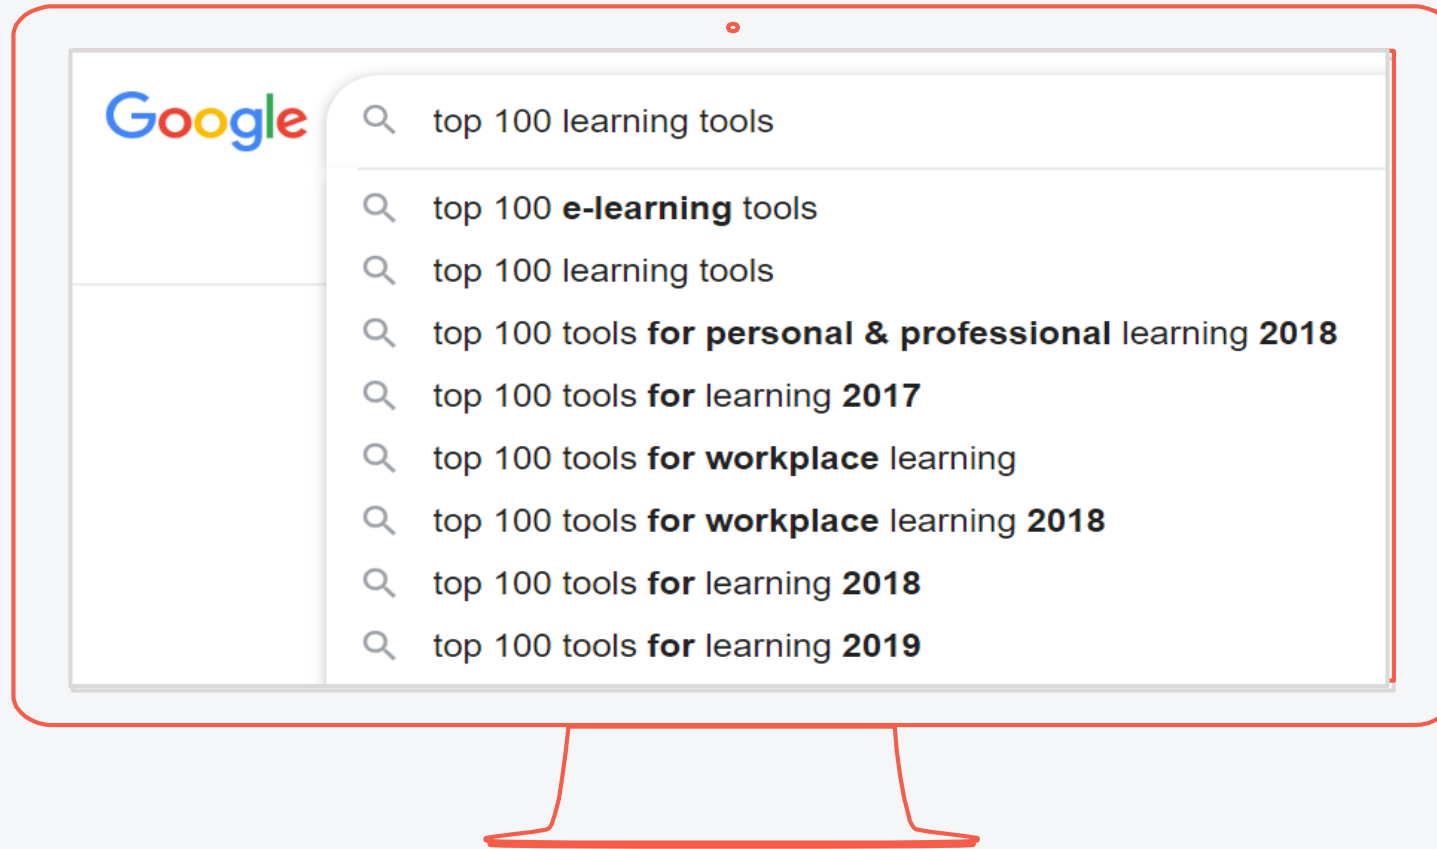 Google
top 100 learning tools
top 100 e-learning tools
top 100 learning tools
top 100 tools for personal & professional learning 2018
top 100 tools for learning 2017
top 100 tools for workplace learning
top 100 tools for workplace learning 2018
top 100 tools for learning 2018
top 100 tools for learning 2019